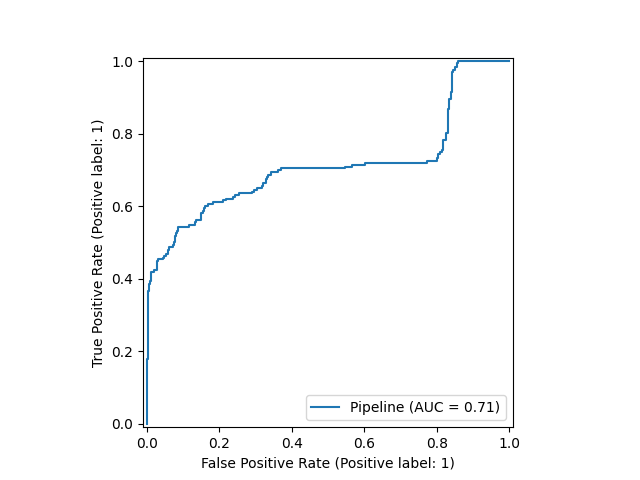 1.0
0.8
0.6
0.4
0.2
0.0
True Positive Rate (Positive label: 1)
Pipeline (AUC = 0.71)
0.0 0.2 0.4 0.6 0.8 1.0
False Positive Rate (Positive label: 1)